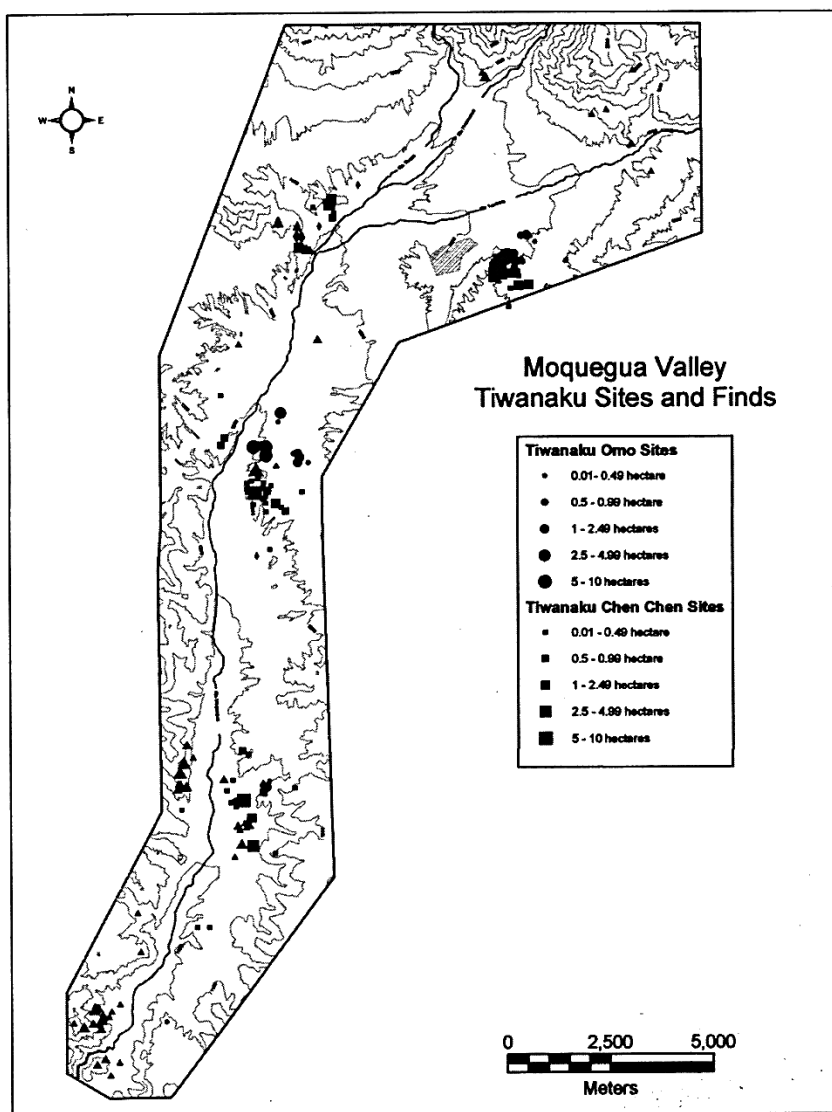 N
W E
S
Moquegua Valley
Tiwanaku Sites and Finds
Tiwanaku Omo Sites
0.01 - 0.49 hectare
0.5 - 0.99 hectare
1 - 2.49 hectares
2.5 - 4.99 hectares
5 - 10 hectares
Tiwanaku Chen Chen Sites
0.01 - 0.49 hectare
0.5 - 0.99 hectare
1 - 2.49 hectares
2.5 - 4.99 hectares
5 - 10 hectares
0 2,500 5,000
Meters